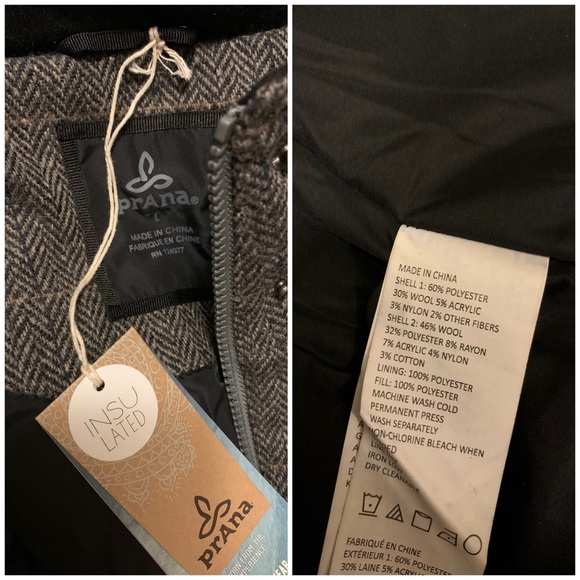 prAna®
L
MADE IN CHINA
FABRIQUE EN CHINE
INSU
LATED
prAna
MADE IN CHINA
SHELL 1: 60% POLYESTER
30% WOOL 5% ACRYLIC
3% NYLON 2% OTHER FIBERS
SHELL 2: 46% WOOL
32% POLYESTER 8% RAYON
7% ACRYLIC 4% NYLON
3% COTTON
LINING: 100% POLYESTER
FILL: 100% POLYESTER
MACHINE WASH COLD
PERMANENT PRESS
WASH SEPARATELY
NON-CHLORINE BLEACH WHEN
IRON
DRY CLEANABLE
FABRIQUÉ EN CHINE
EXTÉRIEUR 1: 60% POLYESTER
30% LAINE 5% ACRYL